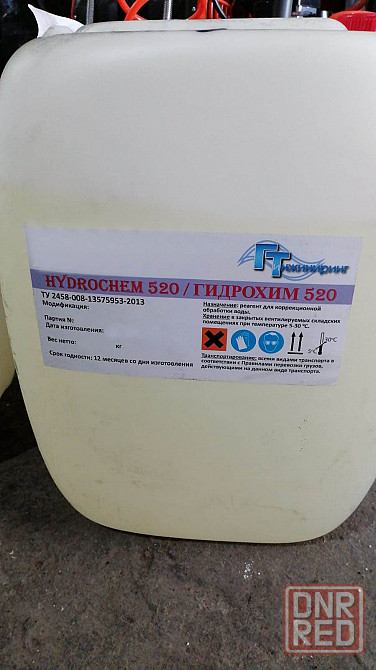 ГТ
ИНЖИНИРИНГ
HYDROCHEM 520 / ГИДРОХИМ 520
ТУ 2458-008-13575953-2013
Модификация:
Партия №:
Дата изготовления:
Вес нетто: кг
Срок годности: 12 месяцев со дня изготовления
Назначение: реагент для коррекционной
обработки воды.
Хранение в закрытых вентилируемых складских
помещениях при температуре 5-30 °С.
5°C 30°C
Транспортирование: всеми видами транспорта в
соответствии с Правилами перевозки грузов,
действующими на данном виде транспорта.
DNR
RED